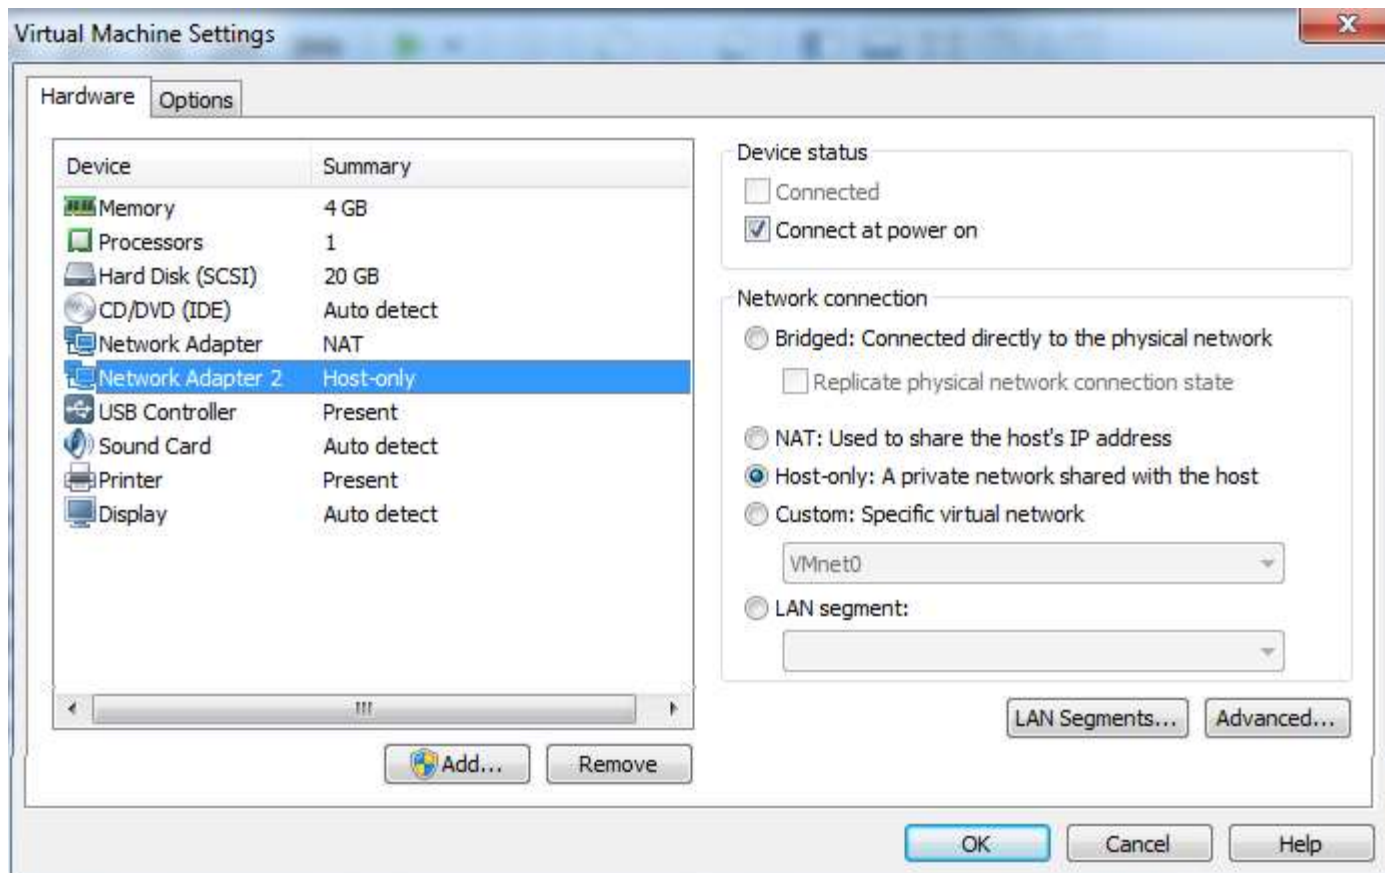 Virtual Machine Settings
Hardware
Options
Device Summary
Memory 4 GB
Processors 1
Hard Disk (SCSI) 20 GB
CD/DVD (IDE) Auto detect
Network Adapter NAT
Network Adapter 2 Host-only
USB Controller Present
Sound Card Auto detect
Printer Present
Display Auto detect
Add...
Remove
Device status
Connected
Connect at power on
Network connection
Bridged: Connected directly to the physical network
Replicate physical network connection state
NAT: Used to share the host's IP address
Host-only: A private network shared with the host
Custom: Specific virtual network
VMnet0
LAN segment:
LAN Segments...
Advanced...
OK
Cancel
Help